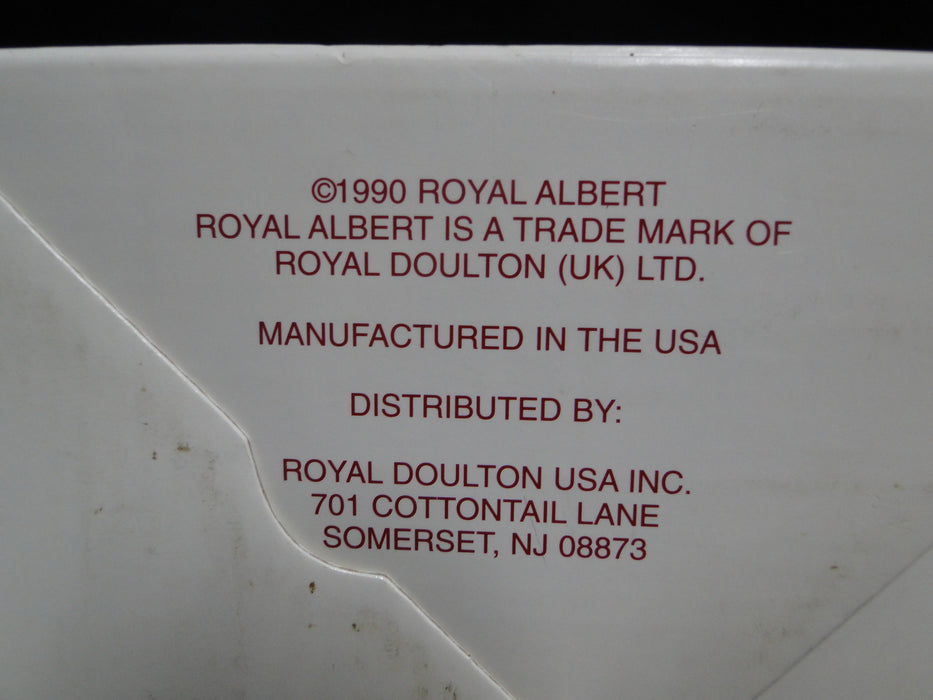 ©1990 ROYAL ALBERT
ROYAL ALBERT IS A TRADE MARK OF
ROYAL DOULTON (UK) LTD.
MANUFACTURED IN THE USA
DISTRIBUTED BY:
ROYAL DOULTON USA INC.
701 COTTONTAIL LANE
SOMERSET, NJ 08873